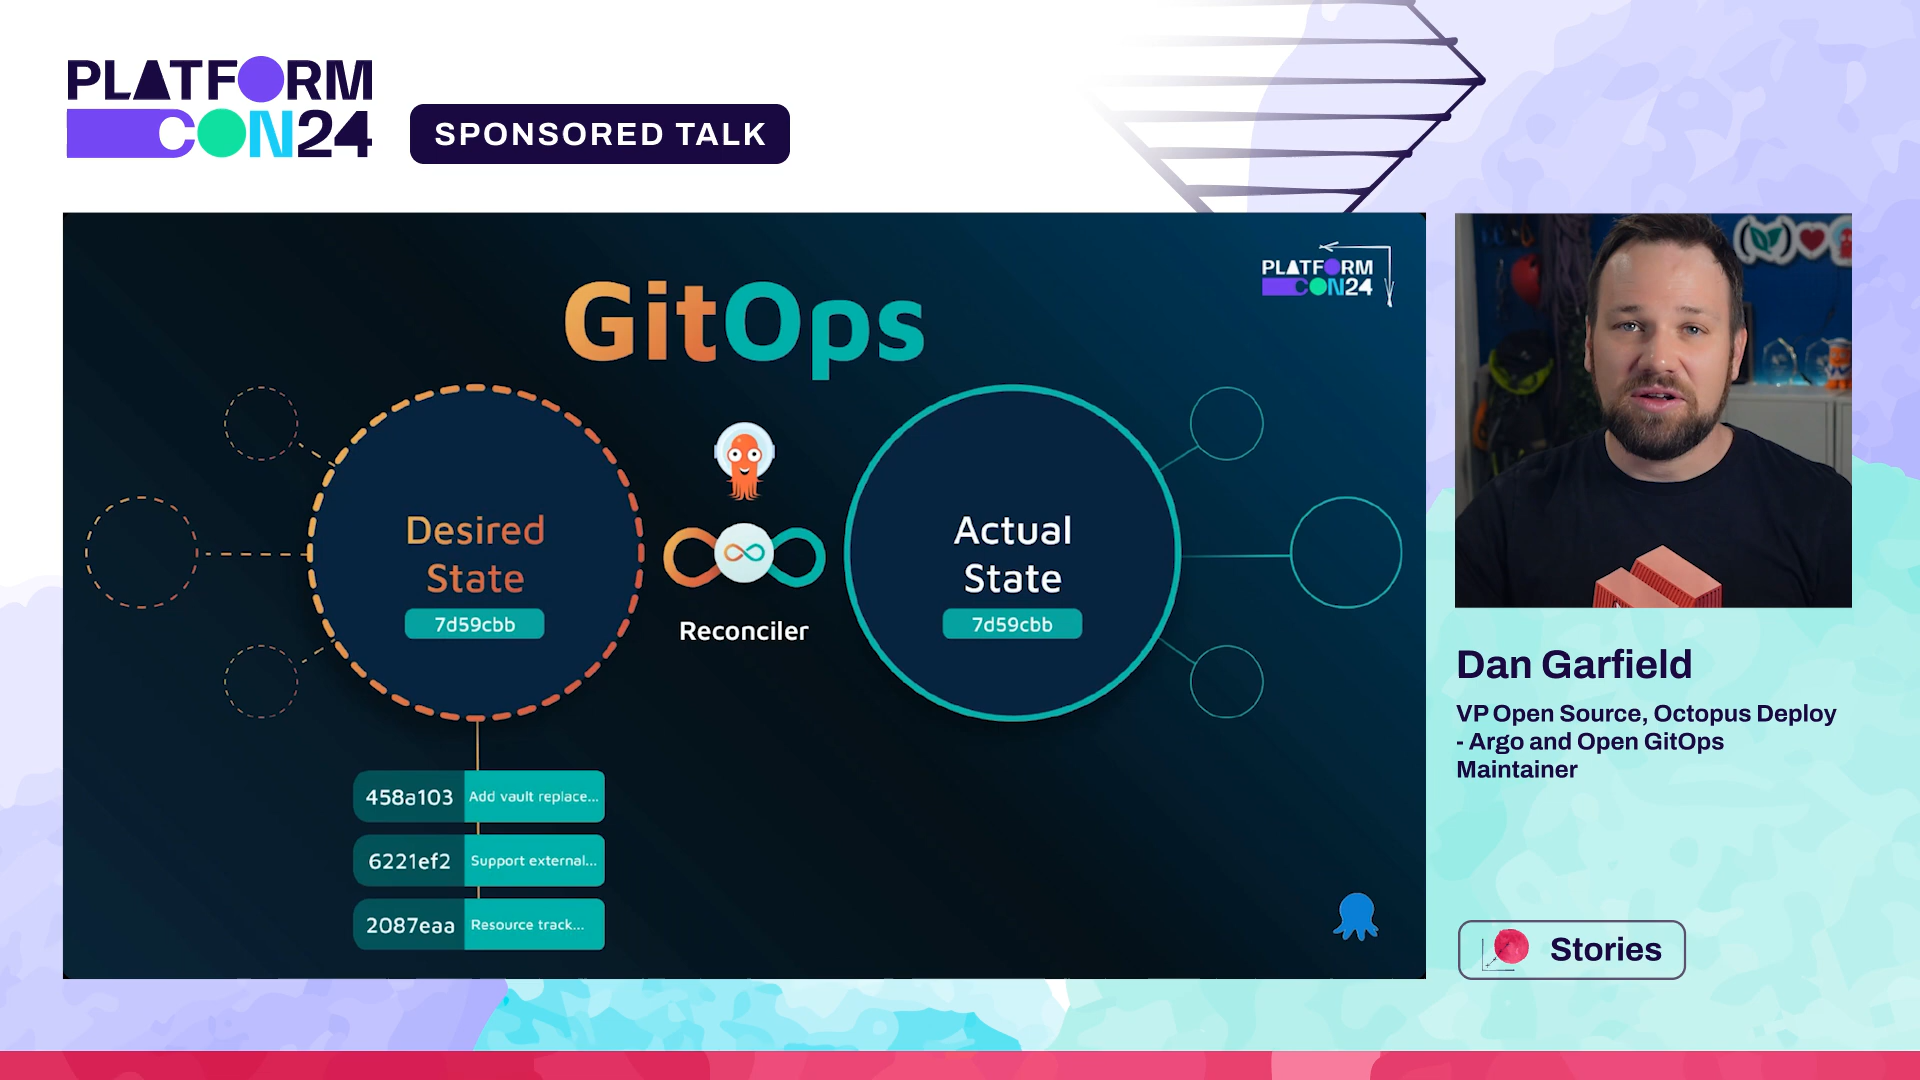 PLATFORM
CON24
SPONSORED TALK
PLATFORM
CON24
GitOps
Desired
State
7d59cbb
Reconciler
Actual
State
7d59cbb
458a103 Add vault replace...
6221ef2 Support external...
2087eaa Resource track...
Dan Garfield
VP Open Source, Octopus Deploy
- Argo and Open GitOps
Maintainer
Stories